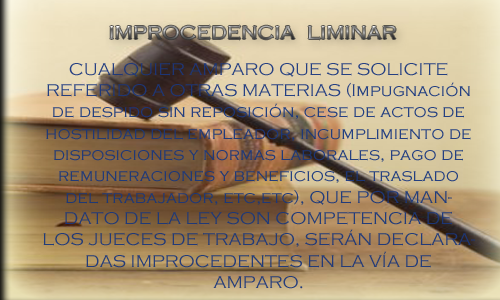 IMPROCEDENCIA LIMINAR
CUALQUIER AMPARO QUE SE SOLICITE
REFERIDO A OTRAS MATERIAS (IMPUGNACIÓN
DE DESPIDO SIN REPOSICIÓN, CESE DE ACTOS DE
HOSTILIDAD DEL EMPLEADOR, INCUMPLIMIENTO DE
DISPOSICIONES Y NORMAS LABORALES, PAGO DE
REMUNERACIONES Y BENEFICIOS, EL TRASLADO
DEL TRABAJADOR, ETC,ETC), QUE POR MAN-
DATO DE LA LEY SON COMPETENCIA DE
LOS JUECES DE TRABAJO, SERÁN DECLARA-
DAS IMPROCEDENTES EN LA VÍA DE
AMPARO.